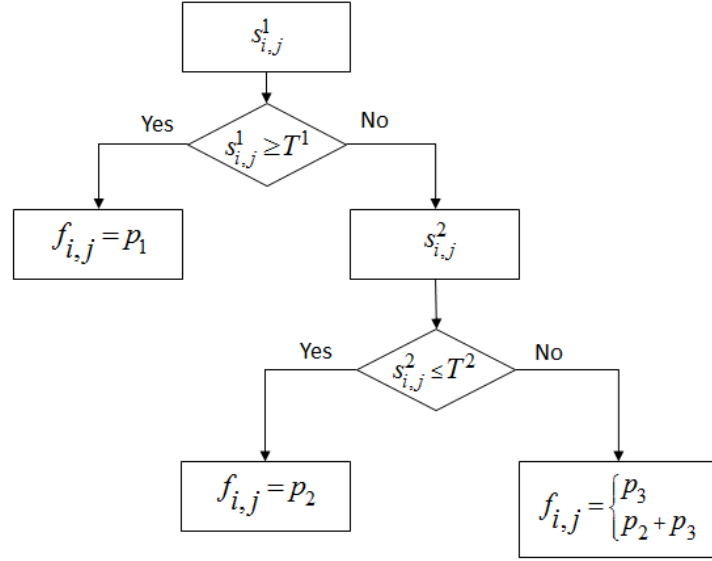 s¹i,j
Yes
No
s¹i,j ≥ T¹
fi,j = p₁
s²i,j
Yes
No
s²i,j ≤ T²
fi,j = p₂
fi,j = { p₃
p₂ + p₃